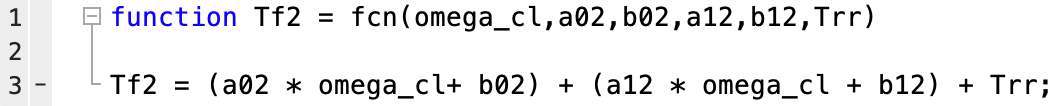 1 function Tf2 = fcn(omega_cl,a02,b02,a12,b12,Trr)
2
3 - Tf2 = (a02 * omega_cl+ b02) + (a12 * omega_cl + b12) + Trr;